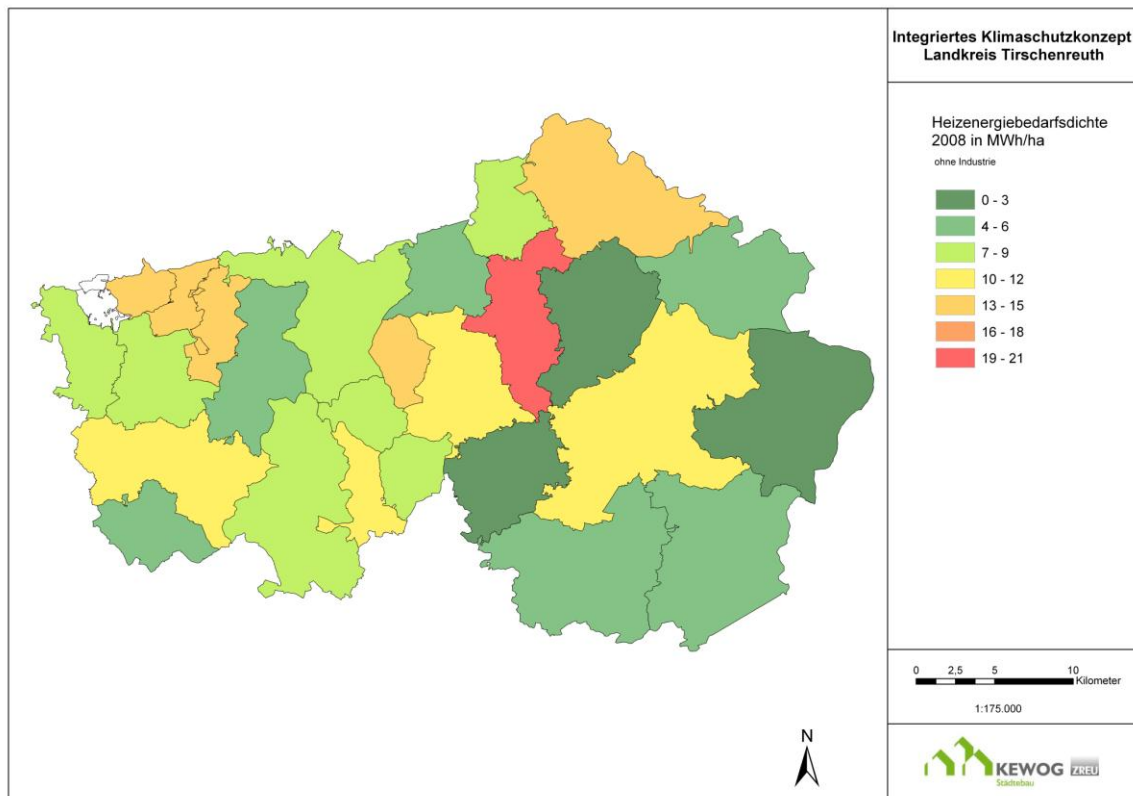 Integriertes Klimaschutzkonzept
Landkreis Tirschenreuth
Heizenergiebedarfsdichte
2008 in MWh/ha
ohne Industrie
0 - 3
4 - 6
7 - 9
10 - 12
13 - 15
16 - 18
19 - 21
0 2,5 5 10
Kilometer
1:175.000
N
KEWOG ZREU
Städtebau